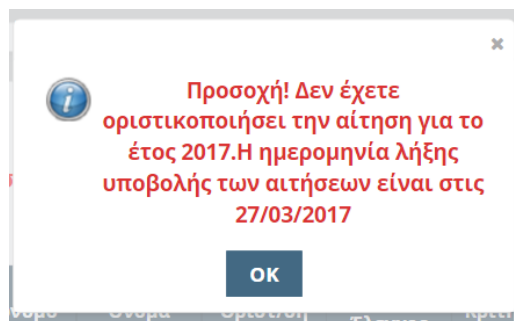 Προσοχή! Δεν έχετε
οριστικοποιήσει την αίτηση για το
έτος 2017.Η ημερομηνία λήξης
υποβολής των αιτήσεων είναι στις
27/03/2017
OK